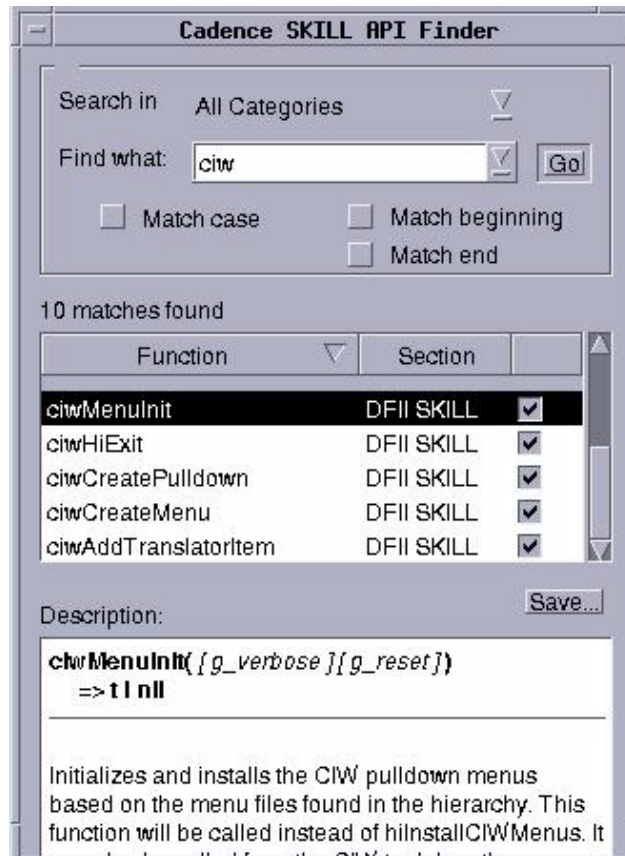 Cadence SKILL API Finder
Search in All Categories
Find what: ciw Go
Match case Match beginning
Match end
10 matches found
Function Section
ciwMenuInit DFII SKILL
ciwHiExit DFII SKILL
ciwCreatePulldown DFII SKILL
ciwCreateMenu DFII SKILL
ciwAddTranslatorItem DFII SKILL
Save...
Description:
ciwMenuInit( [g_verbose ][g_reset])
=> t l nil
Initializes and installs the CIW pulldown menus
based on the menu files found in the hierarchy. This
function will be called instead of hiInstallCIWMenus. It